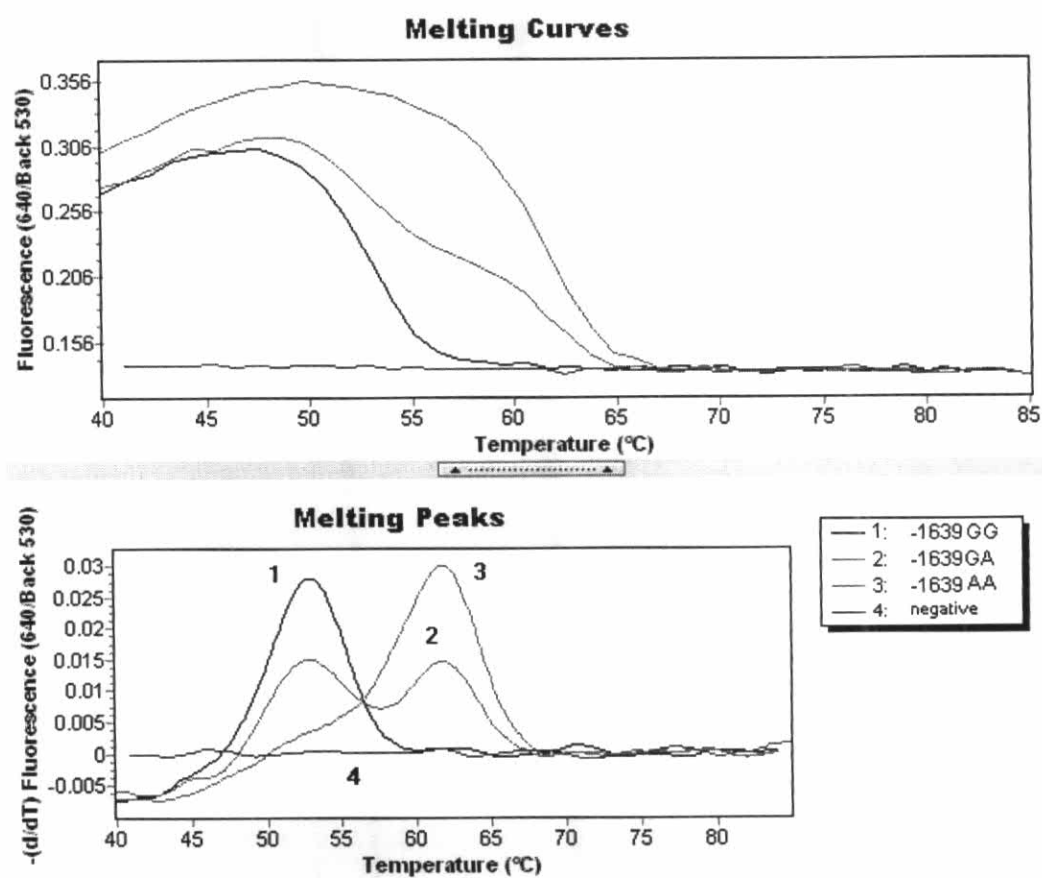 Melting Curves
Fluorescence (640/Back 530)
0.356
0.306
0.256
0.206
0.156
40 45 50 55 60 65 70 75 80 85
Temperature (°C)
Melting Peaks
-(d/dT) Fluorescence (640/Back 530)
0.03
0.025
0.02
0.015
0.01
0.005
0
-0.005
1
3
2
4
40 45 50 55 60 65 70 75 80
Temperature (°C)
1: -1639 GG
2: -1639 GA
3: -1639 AA
4: negative